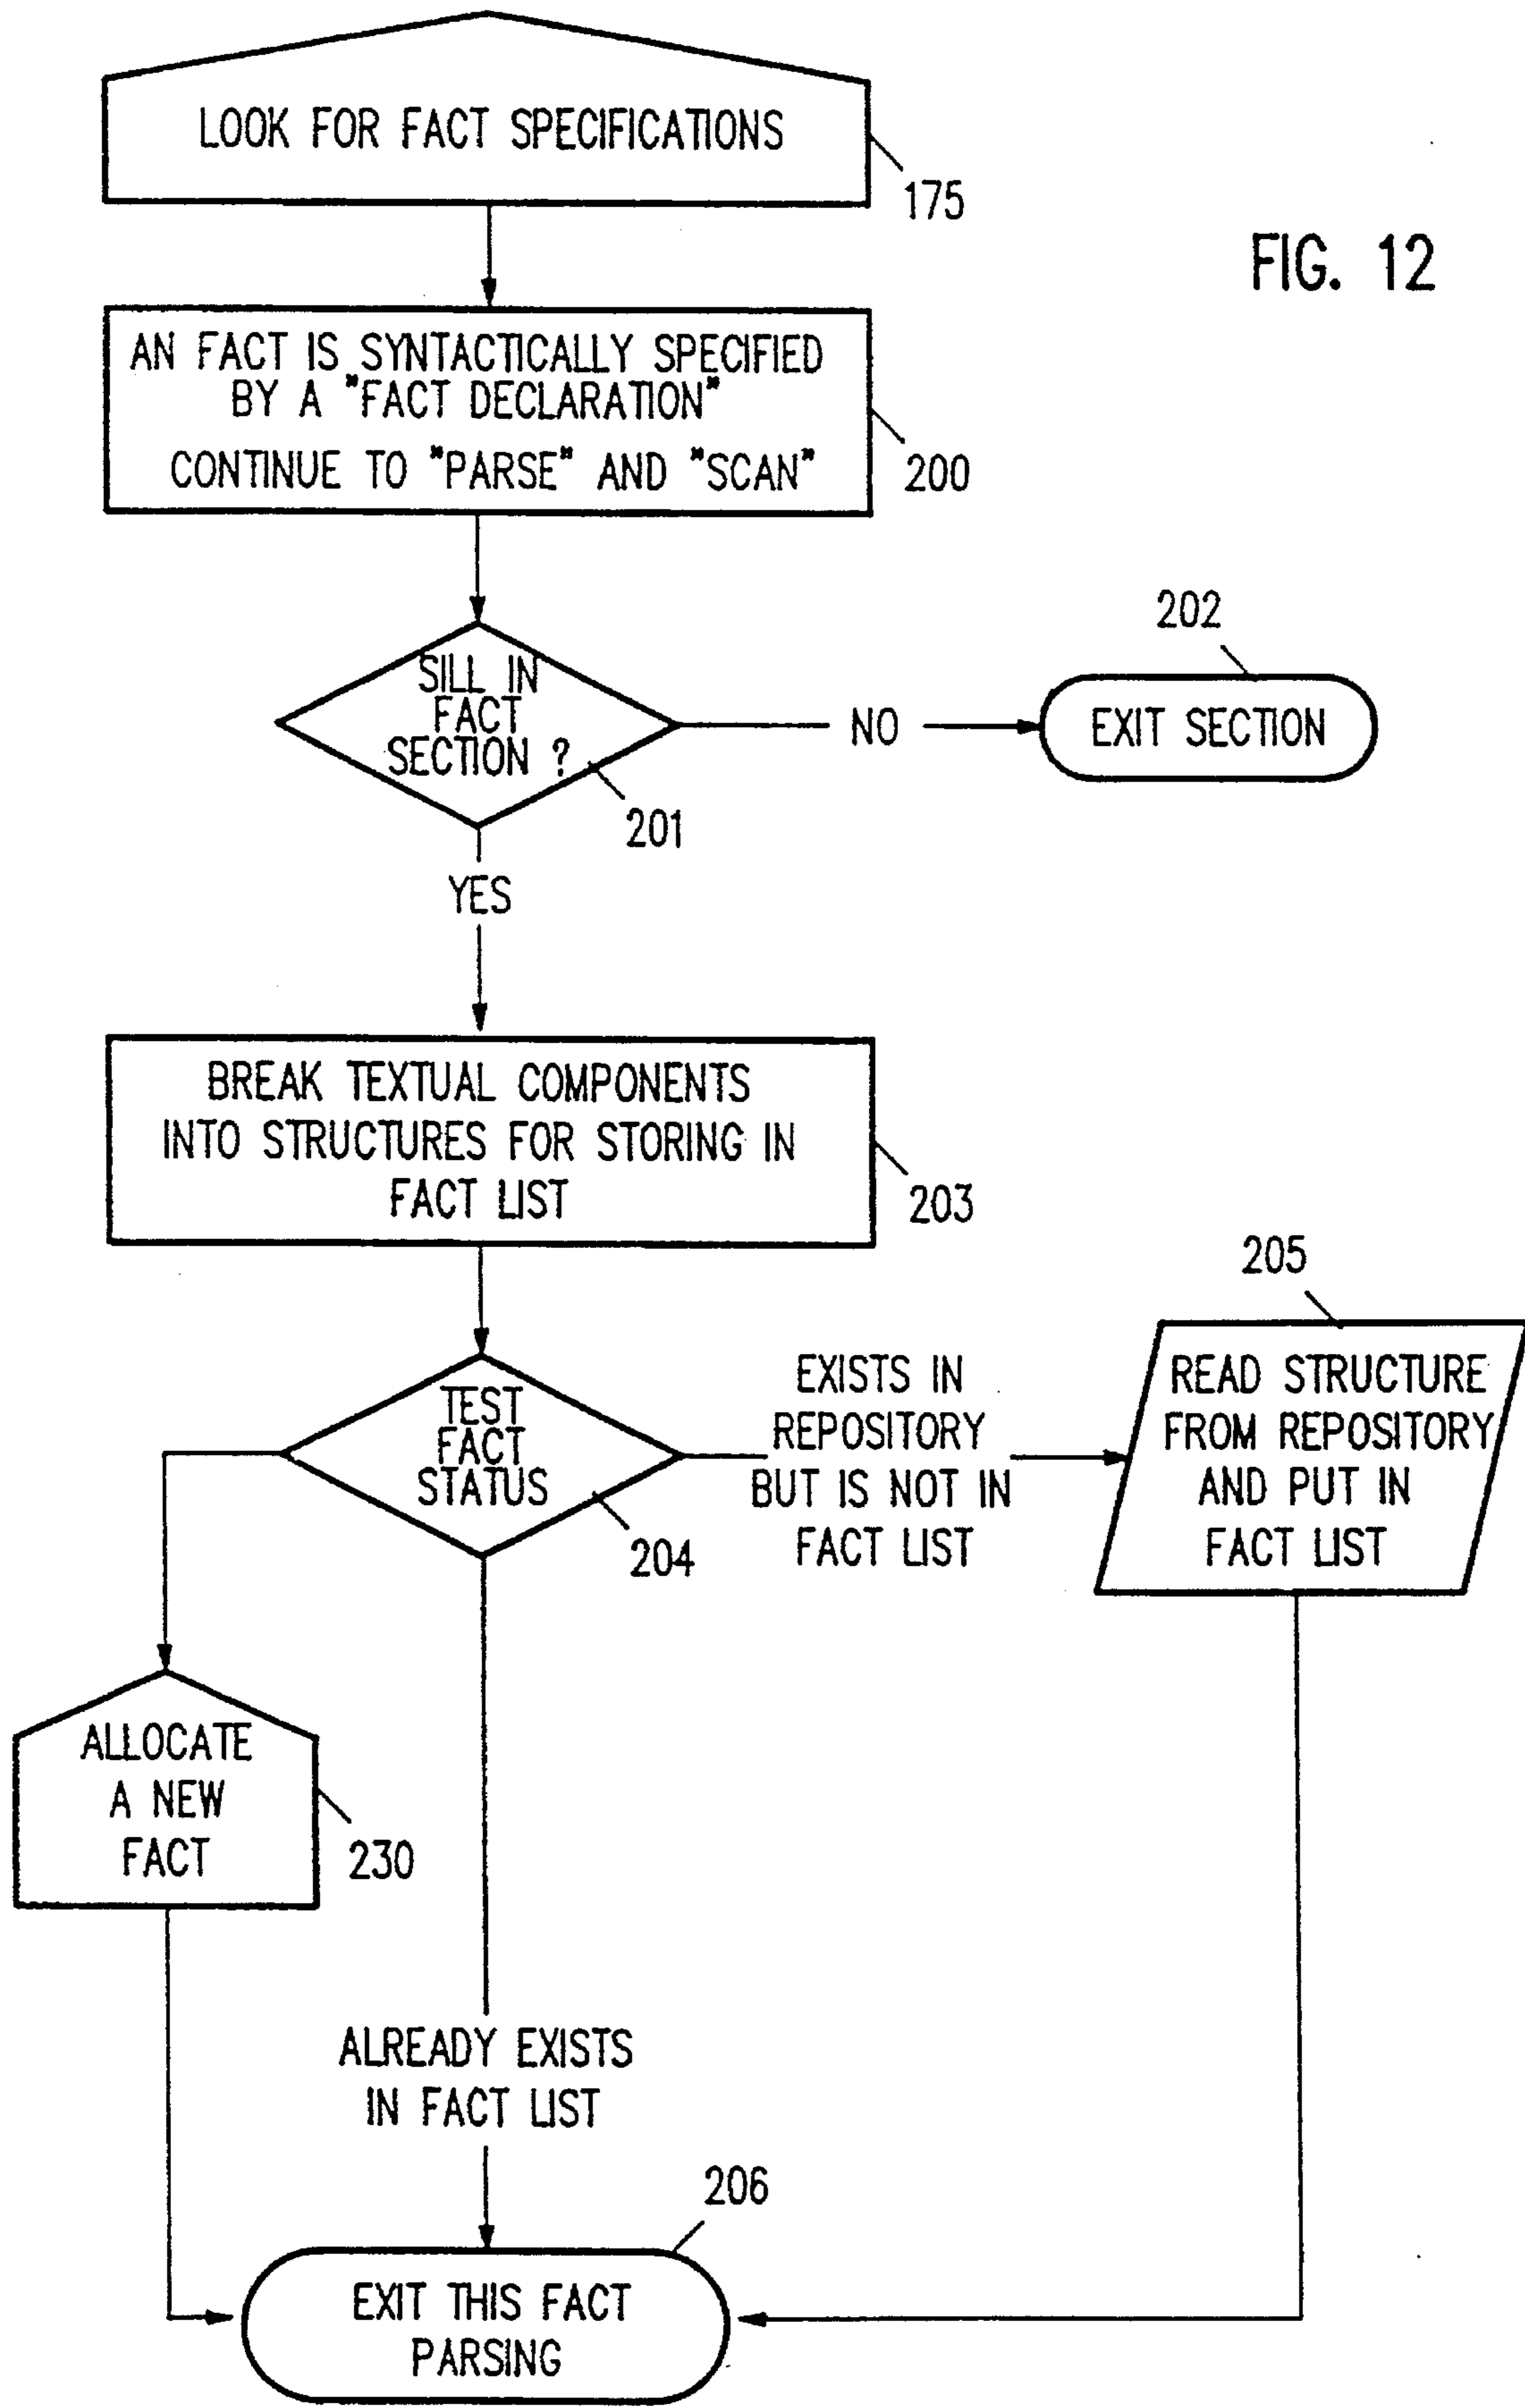 LOOK FOR FACT SPECIFICATIONS
175
FIG. 12
AN FACT IS SYNTACTICALLY SPECIFIED
BY A "FACT DECLARATION"
CONTINUE TO "PARSE" AND "SCAN"
200
SILL IN
FACT
SECTION ?
201
NO
202
EXIT SECTION
YES
BREAK TEXTUAL COMPONENTS
INTO STRUCTURES FOR STORING IN
FACT LIST
203
TEST
FACT
STATUS
204
EXISTS IN
REPOSITORY
BUT IS NOT IN
FACT LIST
205
READ STRUCTURE
FROM REPOSITORY
AND PUT IN
FACT LIST
ALLOCATE
A NEW
FACT
230
ALREADY EXISTS
IN FACT LIST
206
EXIT THIS FACT
PARSING